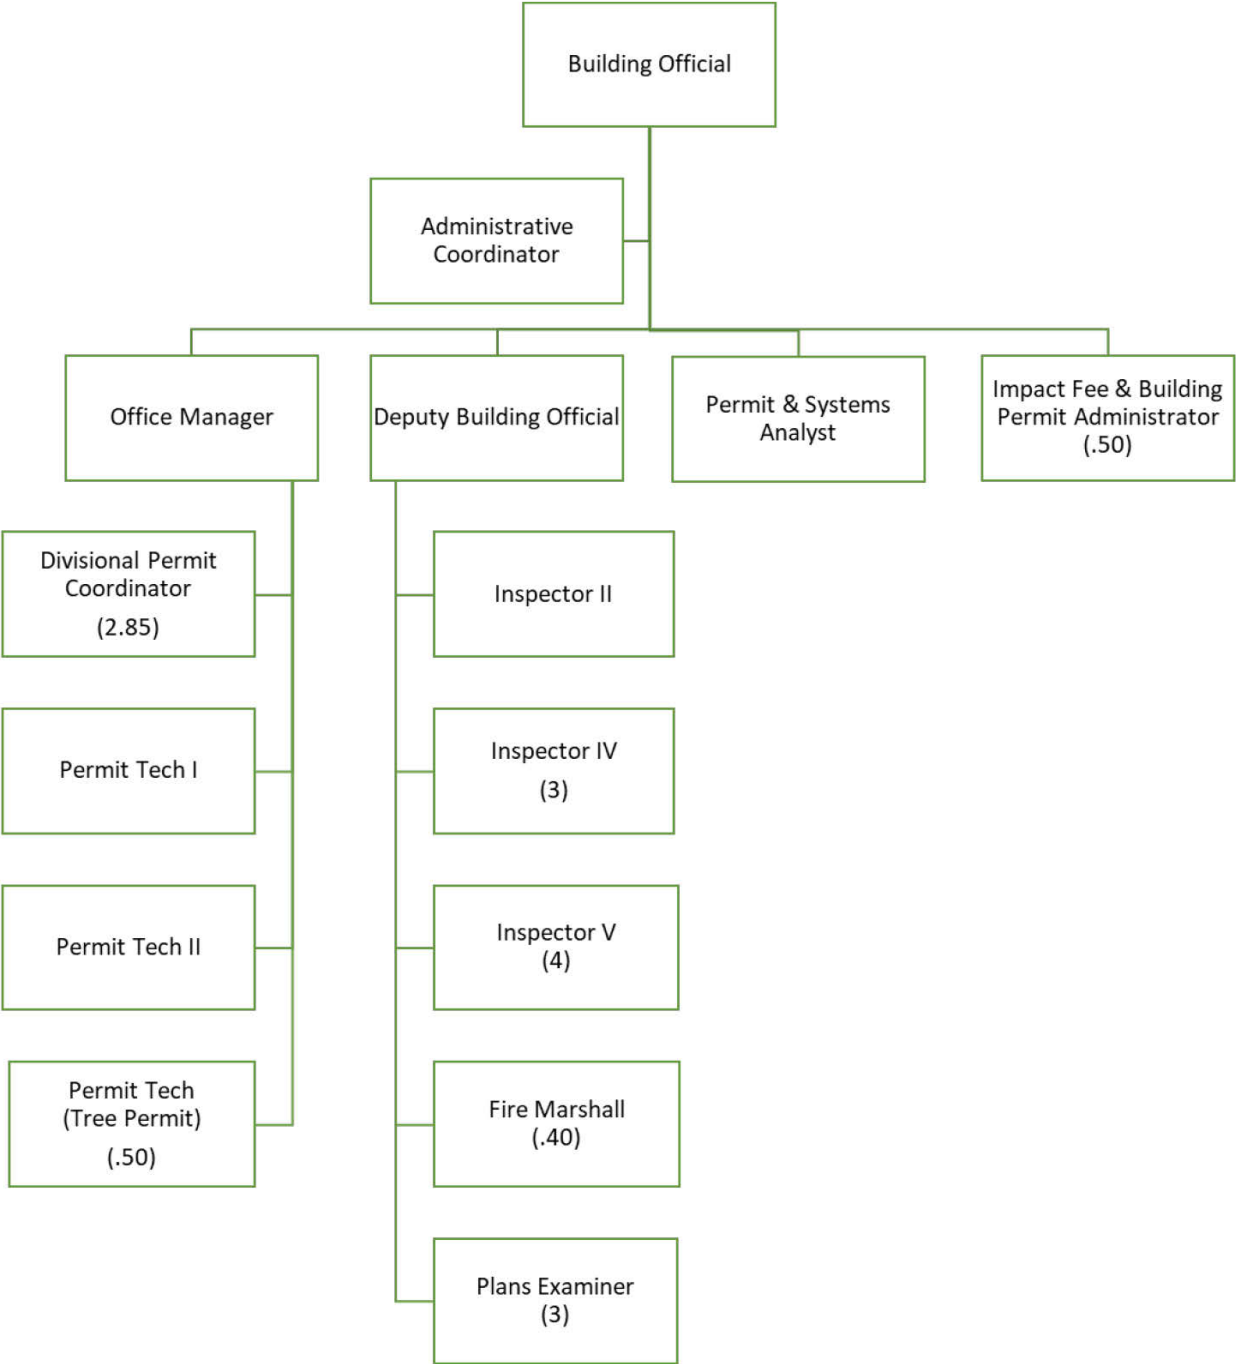 Building Official
Administrative
Coordinator
Office Manager
Deputy Building Official
Permit & Systems
Analyst
Impact Fee & Building
Permit Administrator
(.50)
Divisional Permit
Coordinator
(2.85)
Permit Tech I
Permit Tech II
Permit Tech
(Tree Permit)
(.50)
Inspector II
Inspector IV
(3)
Inspector V
(4)
Fire Marshall
(.40)
Plans Examiner
(3)